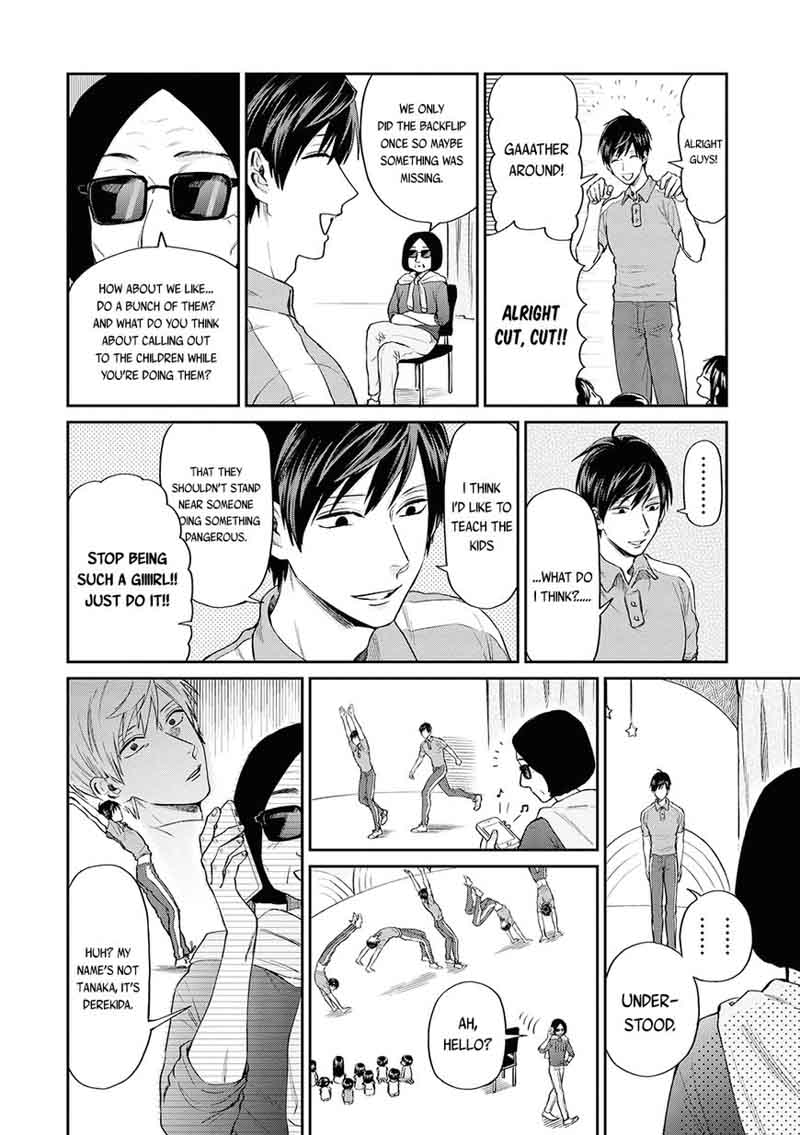 ALRIGHT
GUYS!
GAAATHER
AROUND!
ALRIGHT
CUT, CUT!!
WE ONLY
DID THE BACKFLIP
ONCE SO MAYBE
SOMETHING WAS
MISSING.
HOW ABOUT WE LIKE...
DO A BUNCH OF THEM?
AND WHAT DO YOU THINK
ABOUT CALLING OUT
TO THE CHILDREN WHILE
YOU'RE DOING THEM?
......
...WHAT DO
I THINK?.....
I THINK
I'D LIKE TO
TEACH THE
KIDS
THAT THEY
SHOULDN'T STAND
NEAR SOMEONE
DOING SOMETHING
DANGEROUS.
STOP BEING
SUCH A GIIIIRL!!
JUST DO IT!!
......
UNDER-
STOOD.
AH,
HELLO?
HUH? MY
NAME'S NOT
TANAKA, IT'S
DEREKIDA.